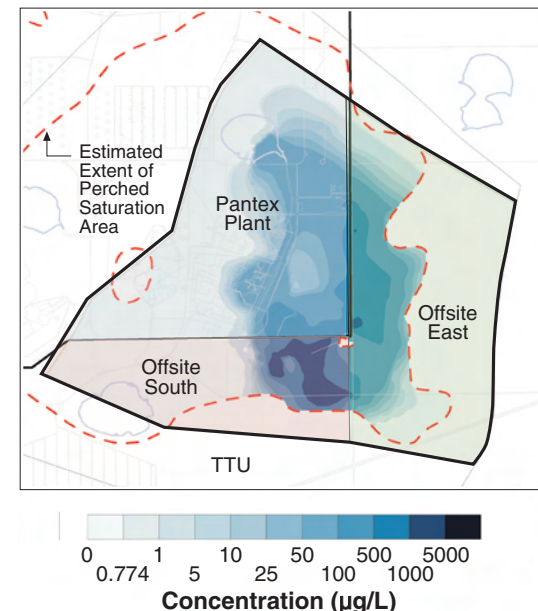 Estimated
Extent of
Perched
Saturation
Area
Pantex
Plant
Offsite
East
Offsite
South
TTU
0 1 10 50 500 5000
0.774 5 25 100 1000
Concentration (µg/L)